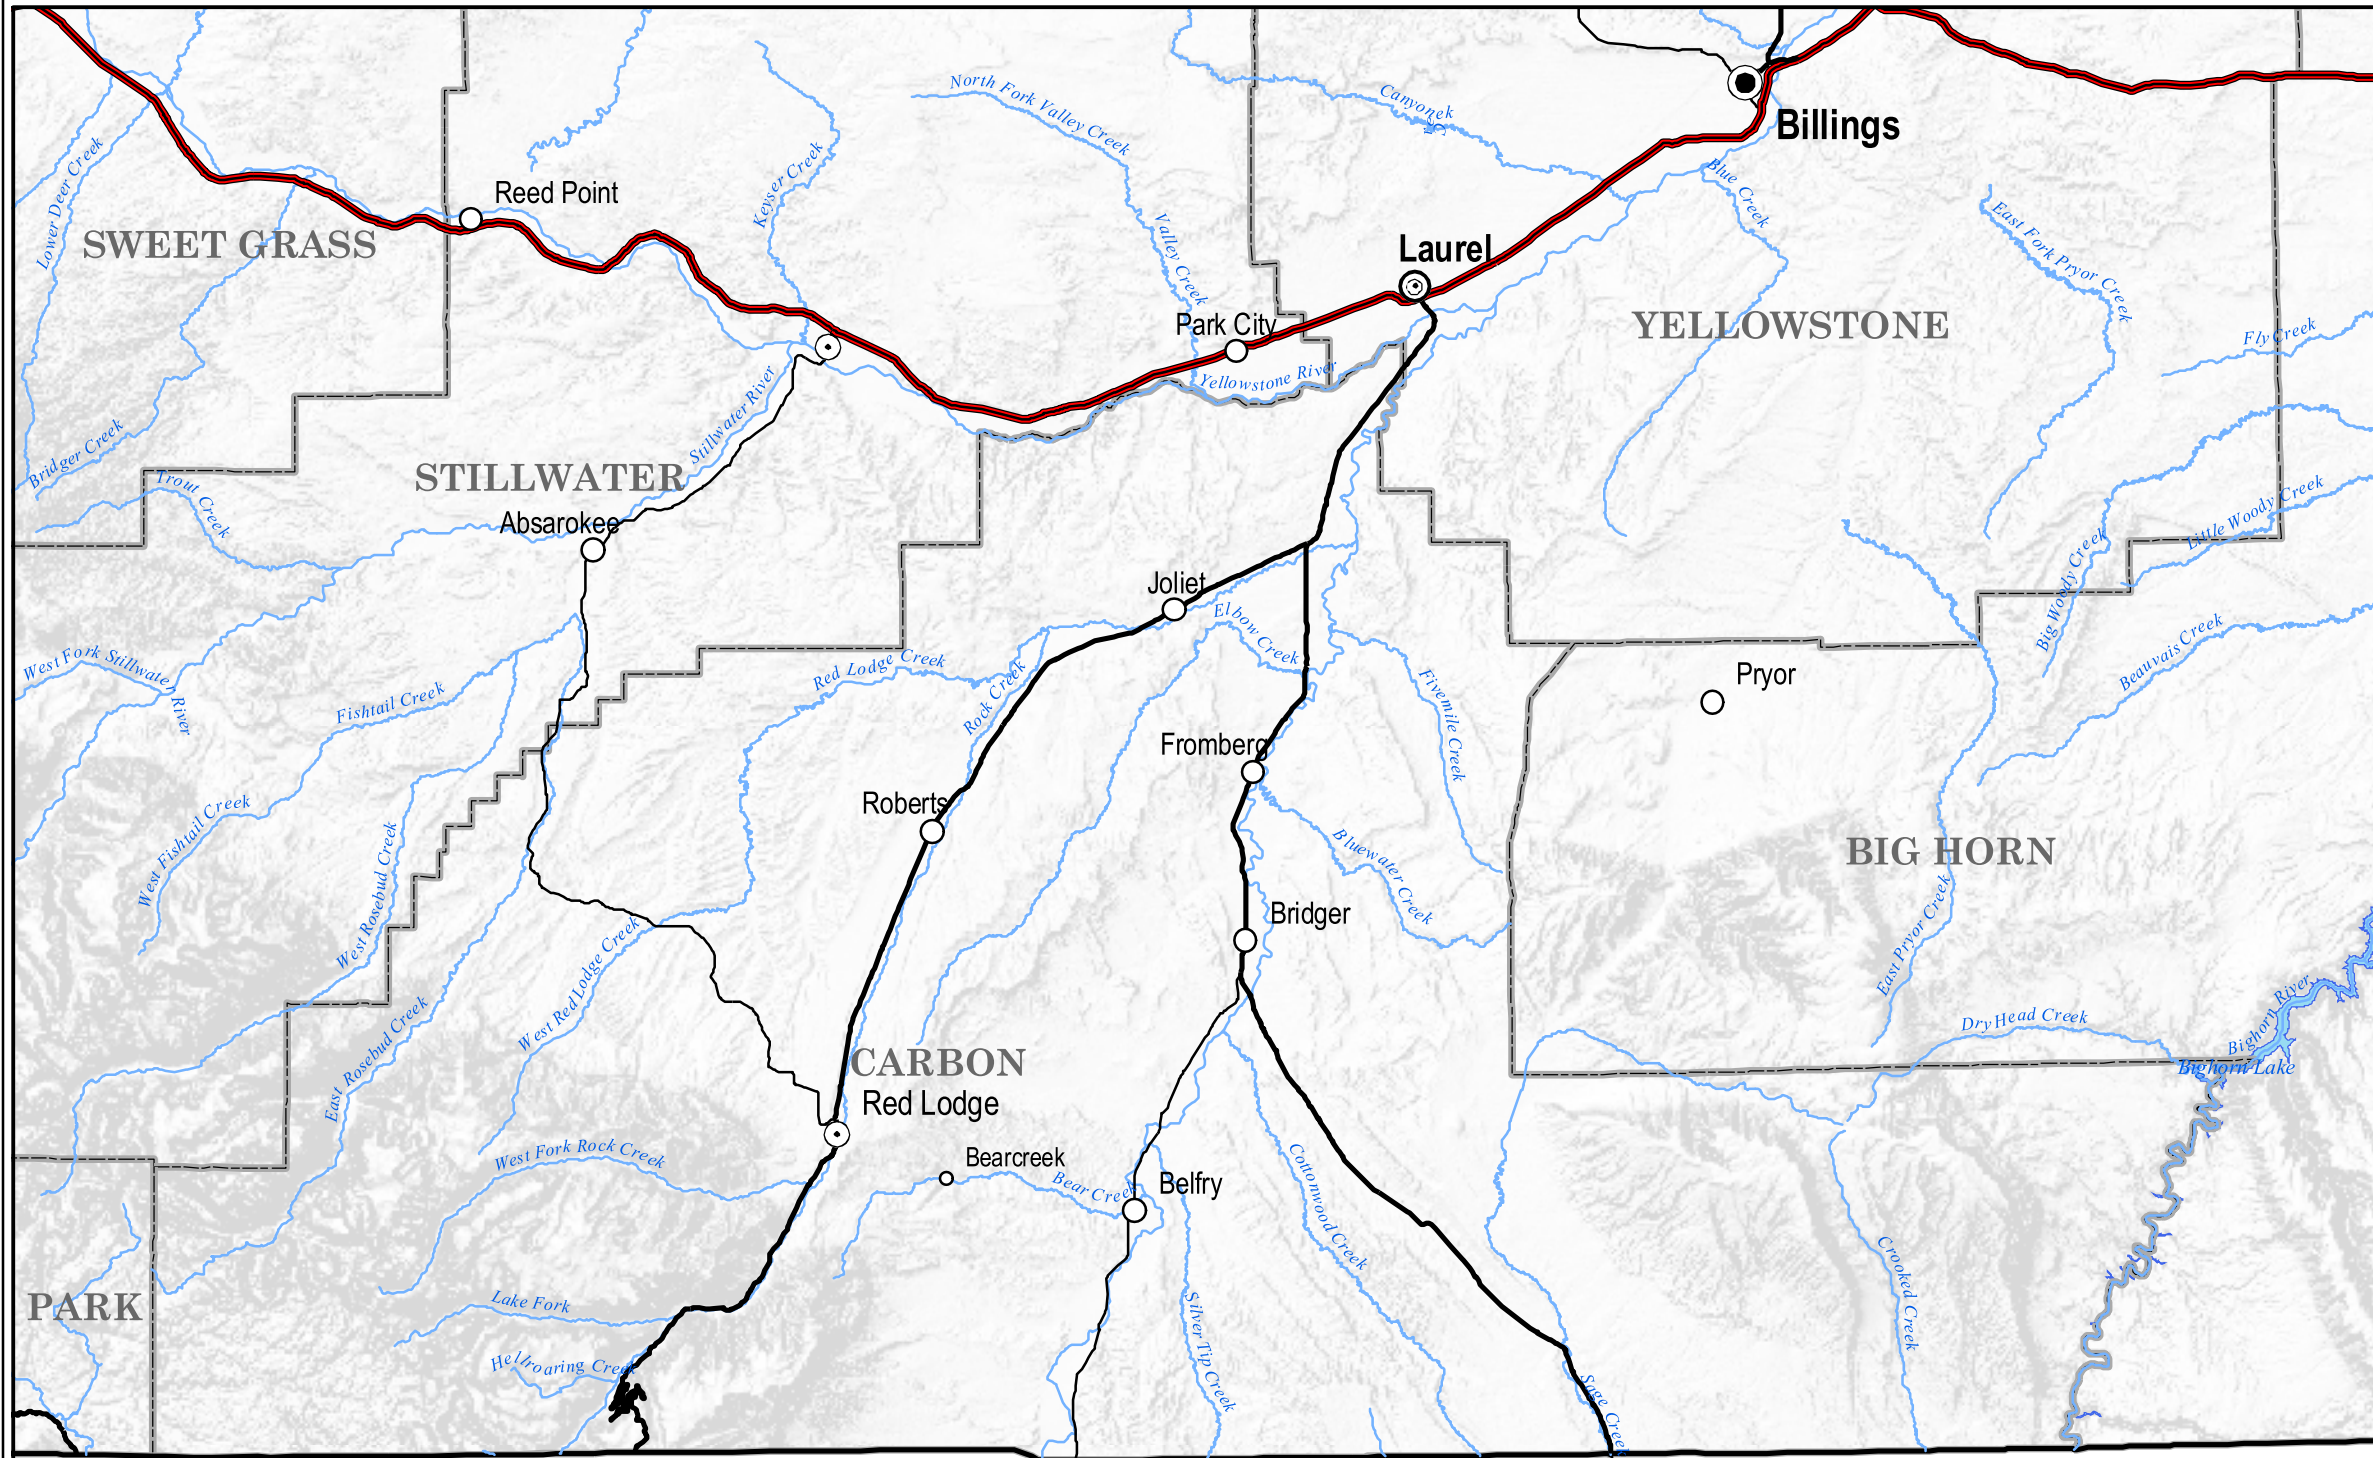 North Fork Valley Creek
Canyon
Cr
ek
Billings
Lower Deer Creek
Keyser Creek
Blue Creek
Reed Point
East Fork Pryor Creek
SWEET GRASS
Laurel
Valley Creek
Park City
YELLOWSTONE
Fly Creek
Yellowstone River
Stillwater River
Bridger Creek
STILLWATER
Trout Creek
Absarokee
Little Woody Creek
Big Woody Creek
Joliet
Elbow Creek
Beauvais Creek
West Fork Stillwater River
Red Lodge Creek
Rock Creek
Pryor
Fishtail Creek
Fivemile Creek
Fromberg
Roberts
West Fishtail Creek
Bluewater Creek
BIG HORN
West Rosebud Creek
Bridger
East Pryor Creek
West Red Lodge Creek
Dry Head Creek
Bighorn River
East Rosebud Creek
CARBON
Bighorn Lake
Red Lodge
West Fork Rock Creek
Bearcreek
Bear Creek
Belfry
Cottonwood Creek
PARK
Lake Fork
Silver Tip Creek
Crooked Creek
Hellroaring Creek
Sage Creek